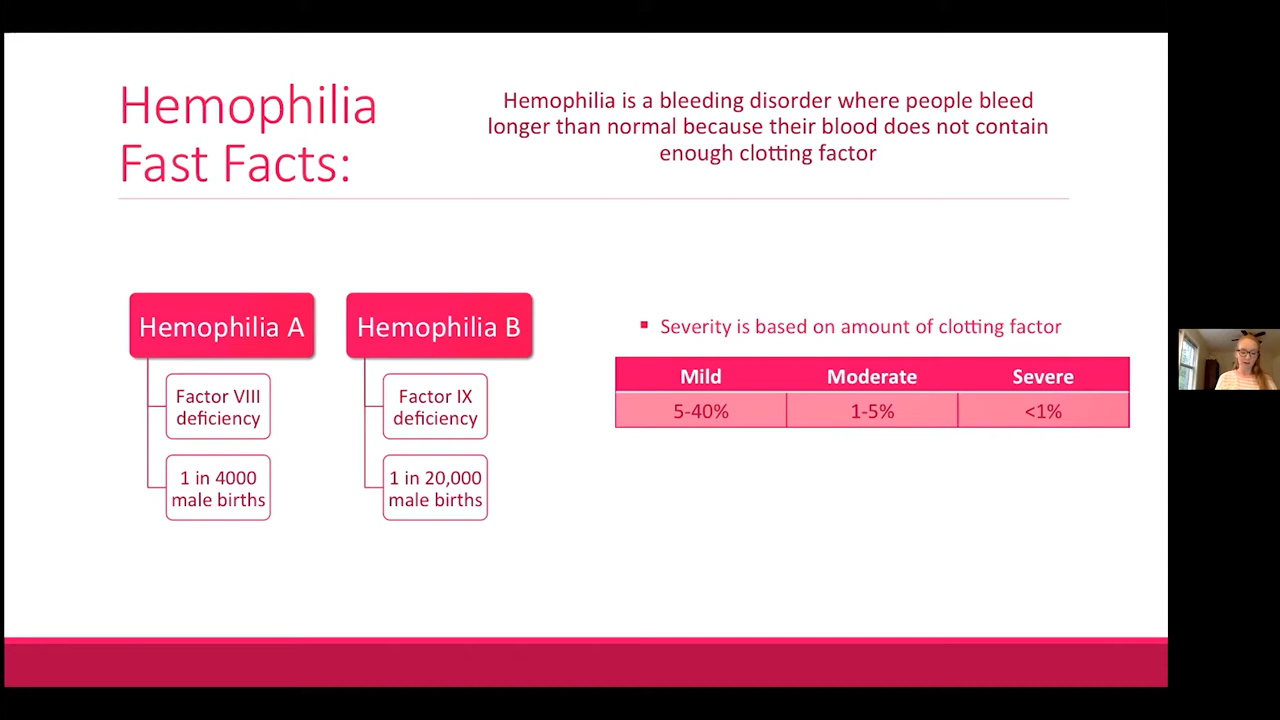 Hemophilia
Fast Facts:
Hemophilia is a bleeding disorder where people bleed
longer than normal because their blood does not contain
enough clotting factor
Hemophilia A
Factor VIII
deficiency
1 in 4000
male births
Hemophilia B
Factor IX
deficiency
1 in 20,000
male births
▪ Severity is based on amount of clotting factor
Mild Moderate Severe
5-40% 1-5% <1%